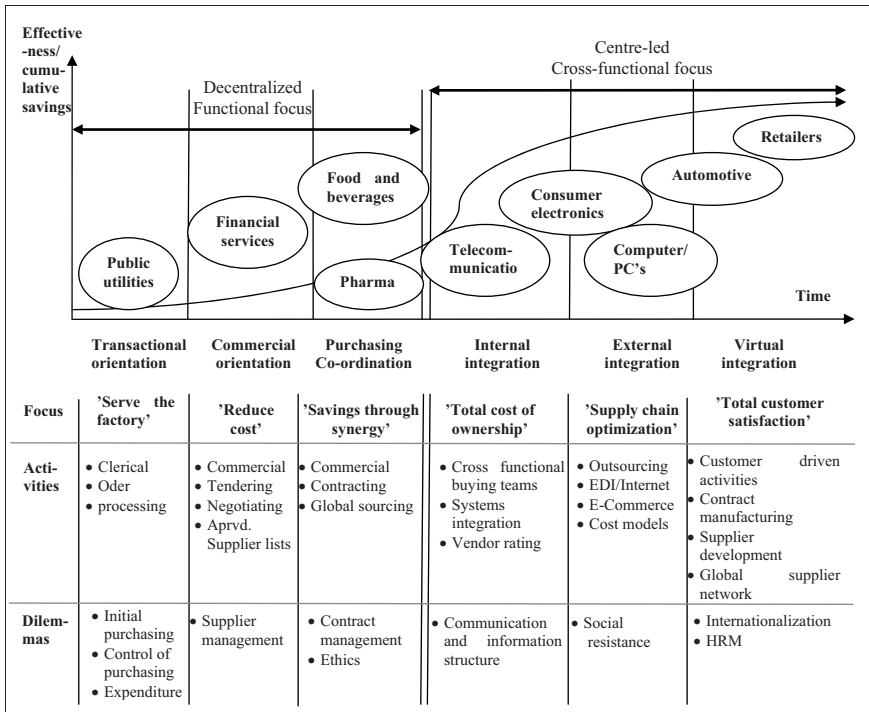 Effective
-ness/
cumu-
lative
savings
Decentralized
Functional focus
Centre-led
Cross-functional focus
Public
utilities
Financial
services
Food and
beverages
Pharma
Telecom-
municatio
Consumer
electronics
Computer/
PC's
Automotive
Retailers
Time
Transactional
orientation
Commercial
orientation
Purchasing
Co-ordination
Internal
integration
External
integration
Virtual
integration
Focus
’Serve the
factory’
’Reduce
cost’
’Savings through
synergy’
’Total cost of
ownership’
’Supply chain
optimization’
’Total customer
satisfaction’
Acti-
vities
• Clerical
• Oder
• processing
• Commercial
• Tendering
• Negotiating
• Aprvd.
Supplier lists
• Commercial
• Contracting
• Global sourcing
• Cross functional
buying teams
• Systems
integration
• Vendor rating
• Outsourcing
• EDI/Internet
• E-Commerce
• Cost models
• Customer driven
activities
• Contract
manufacturing
• Supplier
development
• Global supplier
network
Dilem-
mas
• Initial
purchasing
• Control of
purchasing
• Expenditure
• Supplier
management
• Contract
management
• Ethics
• Communication
and information
structure
• Social
resistance
• Internationalization
• HRM